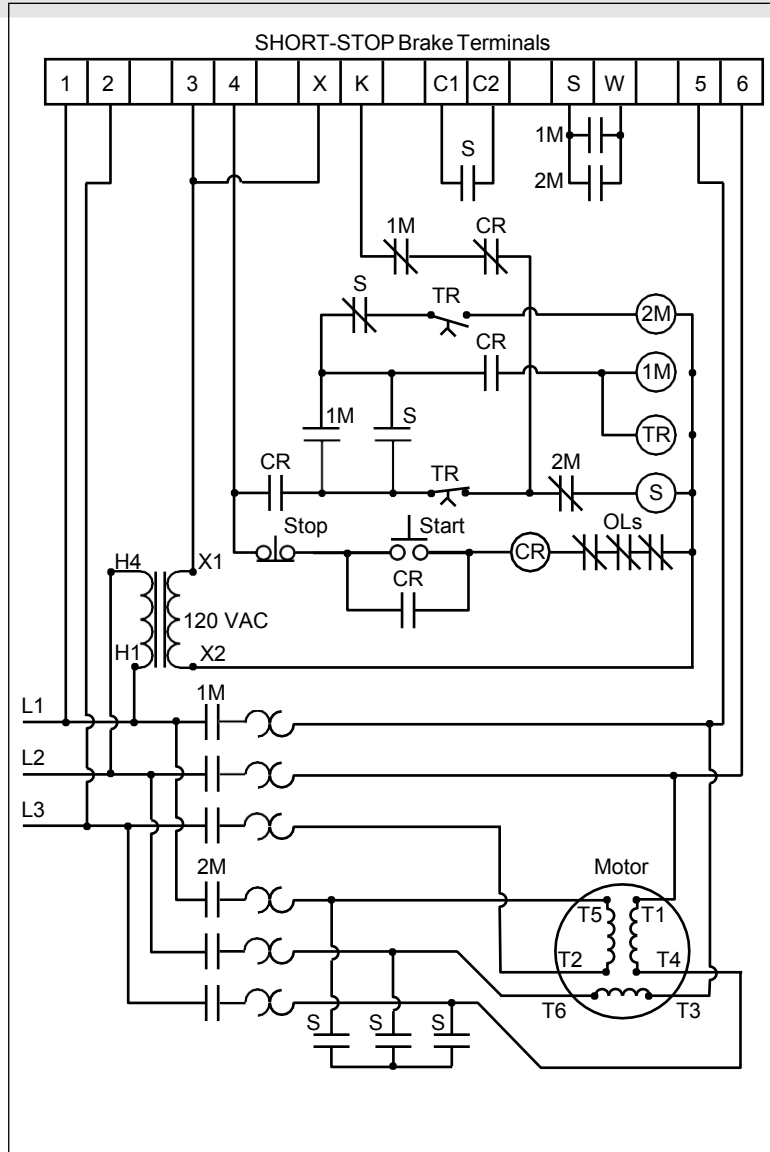 SHORT-STOP Brake Terminals
1 2 3 4 X K C1 C2 S W 5 6
S
1M
2M
1M CR
S TR 2M
CR 1M
1M S TR
CR TR 2M S
Stop Start OLs
CR
CR
H4 X1
120 VAC
H1 X2
1M
L1
L2
L3
2M
Motor
T5 T1
T2 T4
T6 T3
S S S